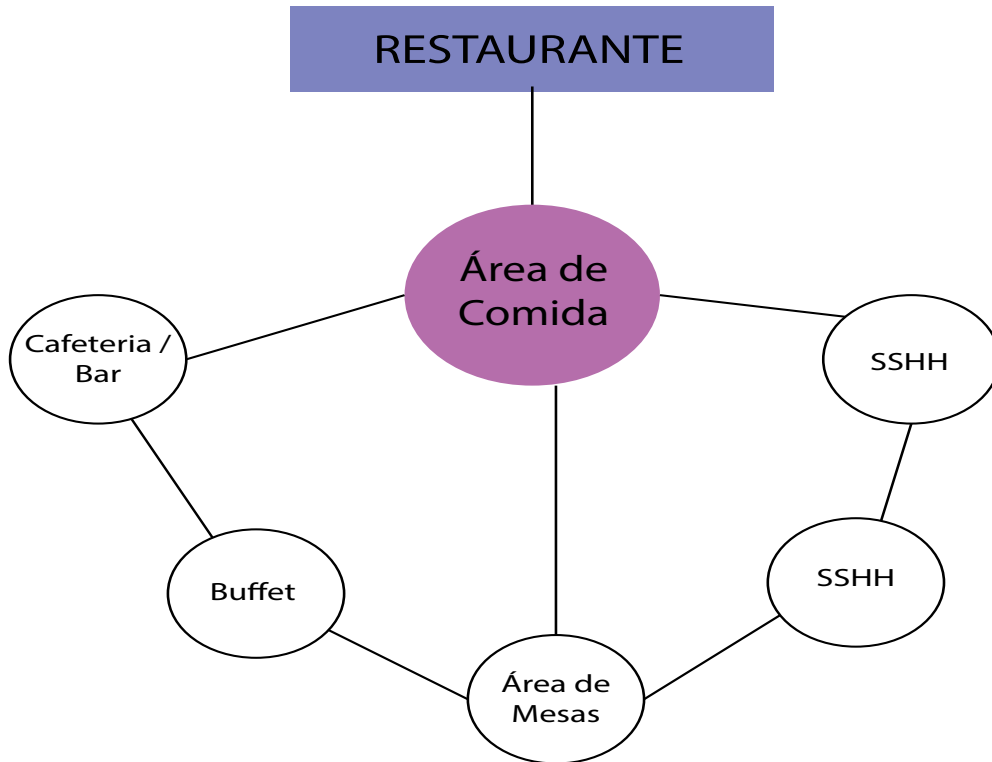 RESTAURANTE
Área de
Comida
Cafeteria /
Bar
SSHH
Buffet
SSHH
Área de
Mesas